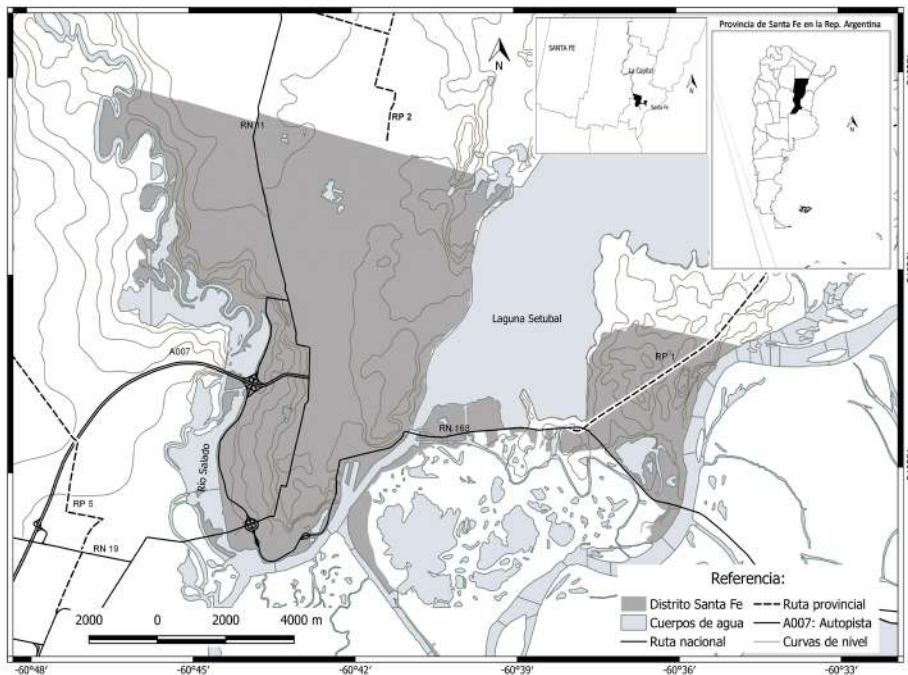 Provincia de Santa Fe en la Rep. Argentina
SANTA FE
La Capital
Santa Fe
N
N
N
RP 2
RN 11
Laguna Setubal
A007
RP 1
RN 168
Río Salado
RP 5
RN 19
Referencia:
Distrito Santa Fe
Cuerpos de agua
Ruta nacional
Ruta provincial
A007: Autopista
Curvas de nivel
2000 0 2000 4000 m
-60°48' -60°45' -60°42' -60°39' -60°36' -60°33'